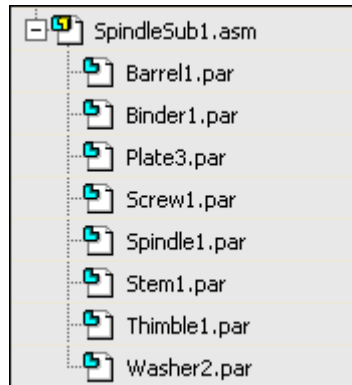 SpindleSub1.asm
Barrel1.par
Binder1.par
Plate3.par
Screw1.par
Spindle1.par
Stem1.par
Thimble1.par
Washer2.par